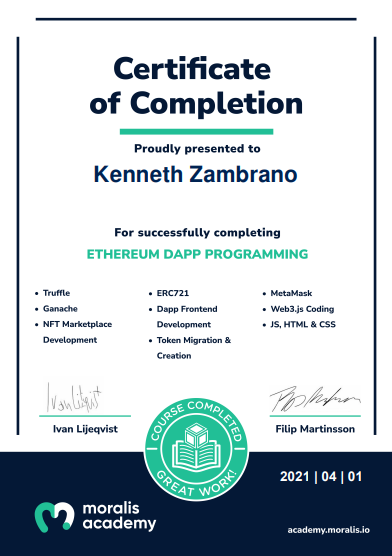 Certificate
of Completion
Proudly presented to
Kenneth Zambrano
For successfully completing
ETHEREUM DAPP PROGRAMMING
• Truffle
• Ganache
• NFT Marketplace
Development
• ERC721
• Dapp Frontend
Development
• Token Migration &
Creation
• MetaMask
• Web3.js Coding
• JS, HTML & CSS
Ivan Lijeqvist
Filip Martinsson
COURSE COMPLETED
GREAT WORK!
2021 | 04 | 01
moralis
academy
academy.moralis.io